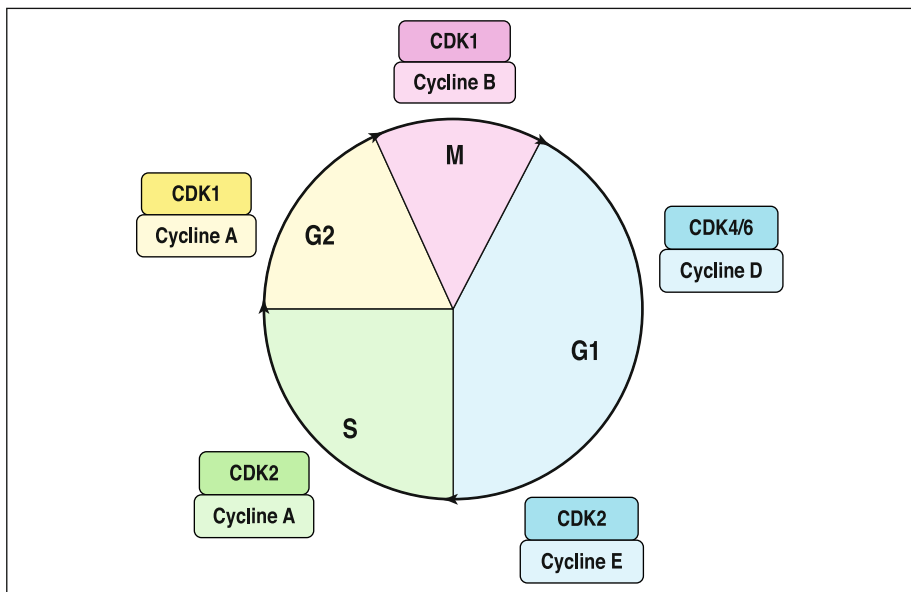 CDK1
Cycline B
M
CDK1
Cycline A
G2
CDK4/6
Cycline D
G1
S
CDK2
Cycline A
CDK2
Cycline E